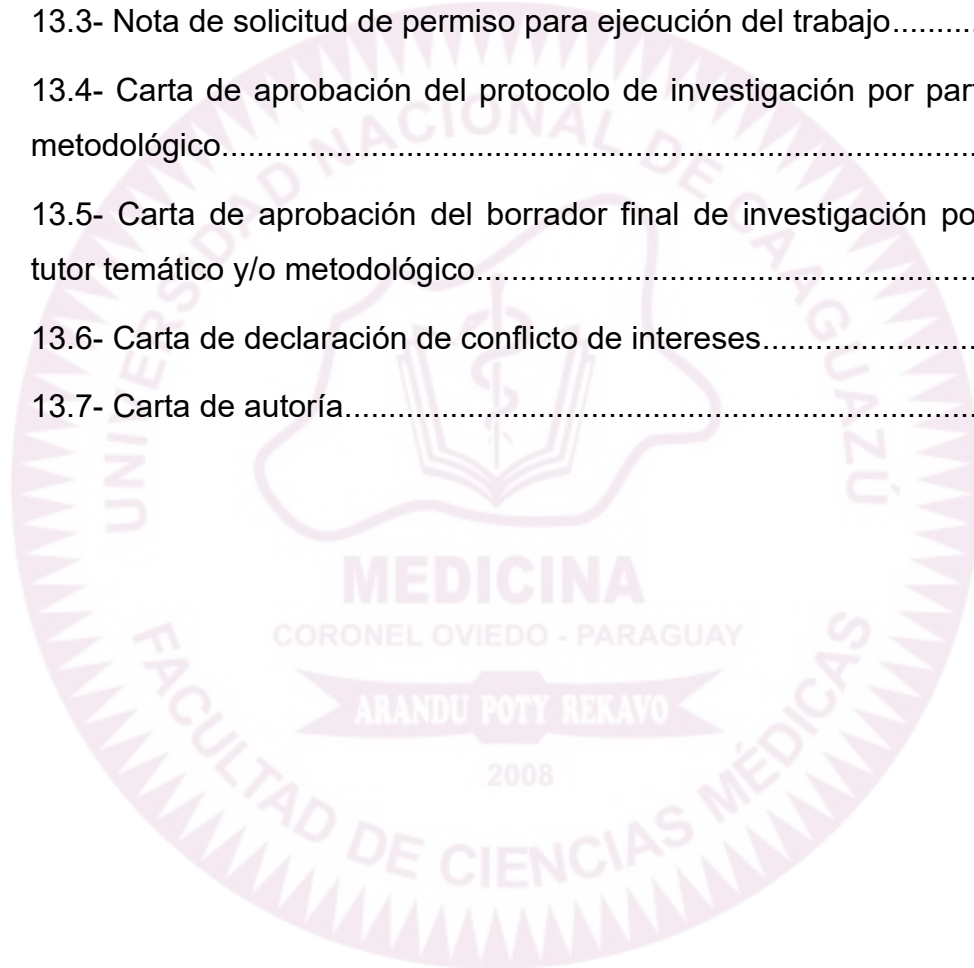 13.3- Nota de solicitud de permiso para ejecución del trabajo..........
13.4- Carta de aprobación del protocolo de investigación por par
metodológico....................................................................................
13.5- Carta de aprobación del borrador final de investigación po
tutor temático y/o metodológico........................................................
13.6- Carta de declaración de conflicto de intereses........................
13.7- Carta de autoría.......................................................................
UNIVERSIDAD NACIONAL DE CAAGUAZÚ
MEDICINA
CORONEL OVIEDO - PARAGUAY
ARANDU POTY REKAVO
2008
FACULTAD DE CIENCIAS MÉDICAS